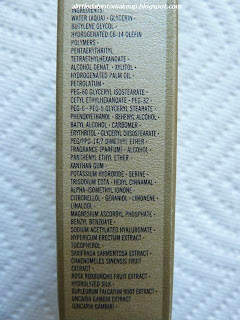 alittledabmtomakeup.blogspot.com
INGREDIENTS:
WATER (AQUA) • GLYCERIN •
BUTYLENE GLYCOL •
HYDROGENATED C6-14 OLEFIN
POLYMERS •
PENTAERYTHRITYL
TETRAETHYLHEXANOATE •
ALCOHOL DENAT. • XYLITOL •
HYDROGENATED PALM OIL •
PETROLATUM •
PEG-60 GLYCERYL ISOSTEARATE •
CETYL ETHYLHEXANOATE • PEG-32 •
PEG-6 • PEG-5 GLYCERYL STEARATE •
PHENOXYETHANOL • BEHENYL ALCOHOL •
BATYL ALCOHOL • CARBOMER •
ERYTHRITOL • GLYCERYL DIISOSTEARATE •
PEG/PPG-14/7 DIMETHYL ETHER •
FRAGRANCE (PARFUM) • ALCOHOL •
PANTHENYL ETHYL ETHER •
XANTHAN GUM •
POTASSIUM HYDROXIDE • SERINE •
TRISODIUM EDTA • HEXYL CINNAMAL •
ALPHA-ISOMETHYL IONONE •
CITRONELLOL • GERANIOL • LIMONENE •
LINALOOL •
MAGNESIUM ASCORBYL PHOSPHATE •
BENZYL BENZOATE •
SODIUM ACETYLATED HYALURONATE •
HYPERICUM ERECTUM EXTRACT •
TOCOPHEROL •
SAXIFRAGA SARMENTOSA EXTRACT •
CHAENOMELES SINENSIS FRUIT
EXTRACT •
ROSA ROXBURGHII FRUIT EXTRACT •
HYDROLYZED SILK •
BUPLEURUM FALCATUM ROOT EXTRACT •
UNCARIA GAMBIR EXTRACT
(UNCARIA GAMBIR)